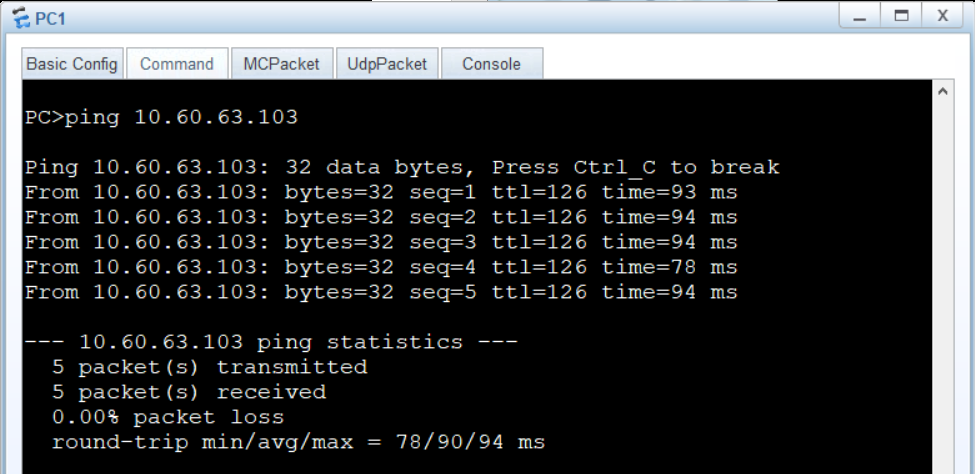 PC1
Basic Config Command MCPacket UdpPacket Console
PC>ping 10.60.63.103
Ping 10.60.63.103: 32 data bytes, Press Ctrl_C to break
From 10.60.63.103: bytes=32 seq=1 ttl=126 time=93 ms
From 10.60.63.103: bytes=32 seq=2 ttl=126 time=94 ms
From 10.60.63.103: bytes=32 seq=3 ttl=126 time=94 ms
From 10.60.63.103: bytes=32 seq=4 ttl=126 time=78 ms
From 10.60.63.103: bytes=32 seq=5 ttl=126 time=94 ms
--- 10.60.63.103 ping statistics ---
5 packet(s) transmitted
5 packet(s) received
0.00% packet loss
round-trip min/avg/max = 78/90/94 ms